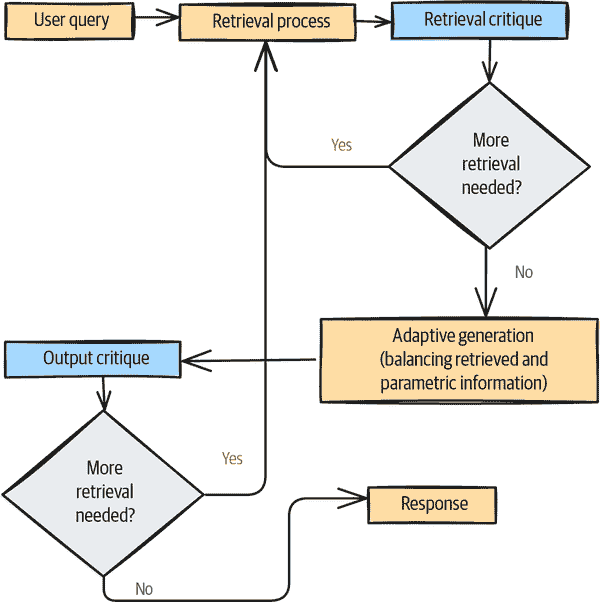 User query
Retrieval process
Retrieval critique
More
retrieval
needed?
Yes
No
Adaptive generation
(balancing retrieved and
parametric information)
Output critique
More
retrieval
needed?
Yes
No
Response